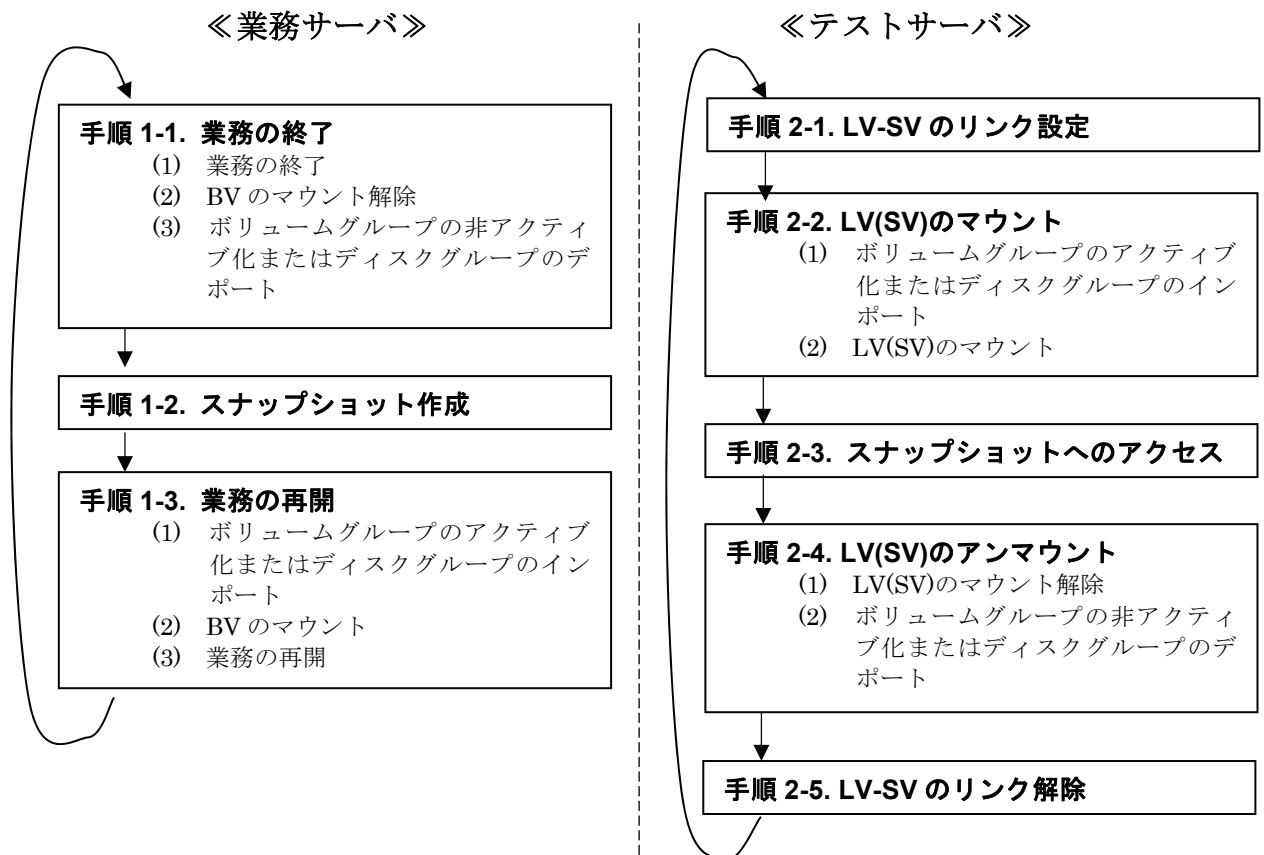 ≪業務サーバ≫
手順 1-1. 業務の終了
(1) 業務の終了
(2) BV のマウント解除
(3) ボリュームグループの非アクティ
ブ化またはディスクグループのデ
ポート
手順 1-2. スナップショット作成
手順 1-3. 業務の再開
(1) ボリュームグループのアクティブ
化またはディスクグループのイン
ポート
(2) BV のマウント
(3) 業務の再開
≪テストサーバ≫
手順 2-1. LV-SV のリンク設定
手順 2-2. LV(SV)のマウント
(1) ボリュームグループのアクティブ
化またはディスクグループのイン
ポート
(2) LV(SV)のマウント
手順 2-3. スナップショットへのアクセス
手順 2-4. LV(SV)のアンマウント
(1) LV(SV)のマウント解除
(2) ボリュームグループの非アクティ
ブ化またはディスクグループのデ
ポート
手順 2-5. LV-SV のリンク解除